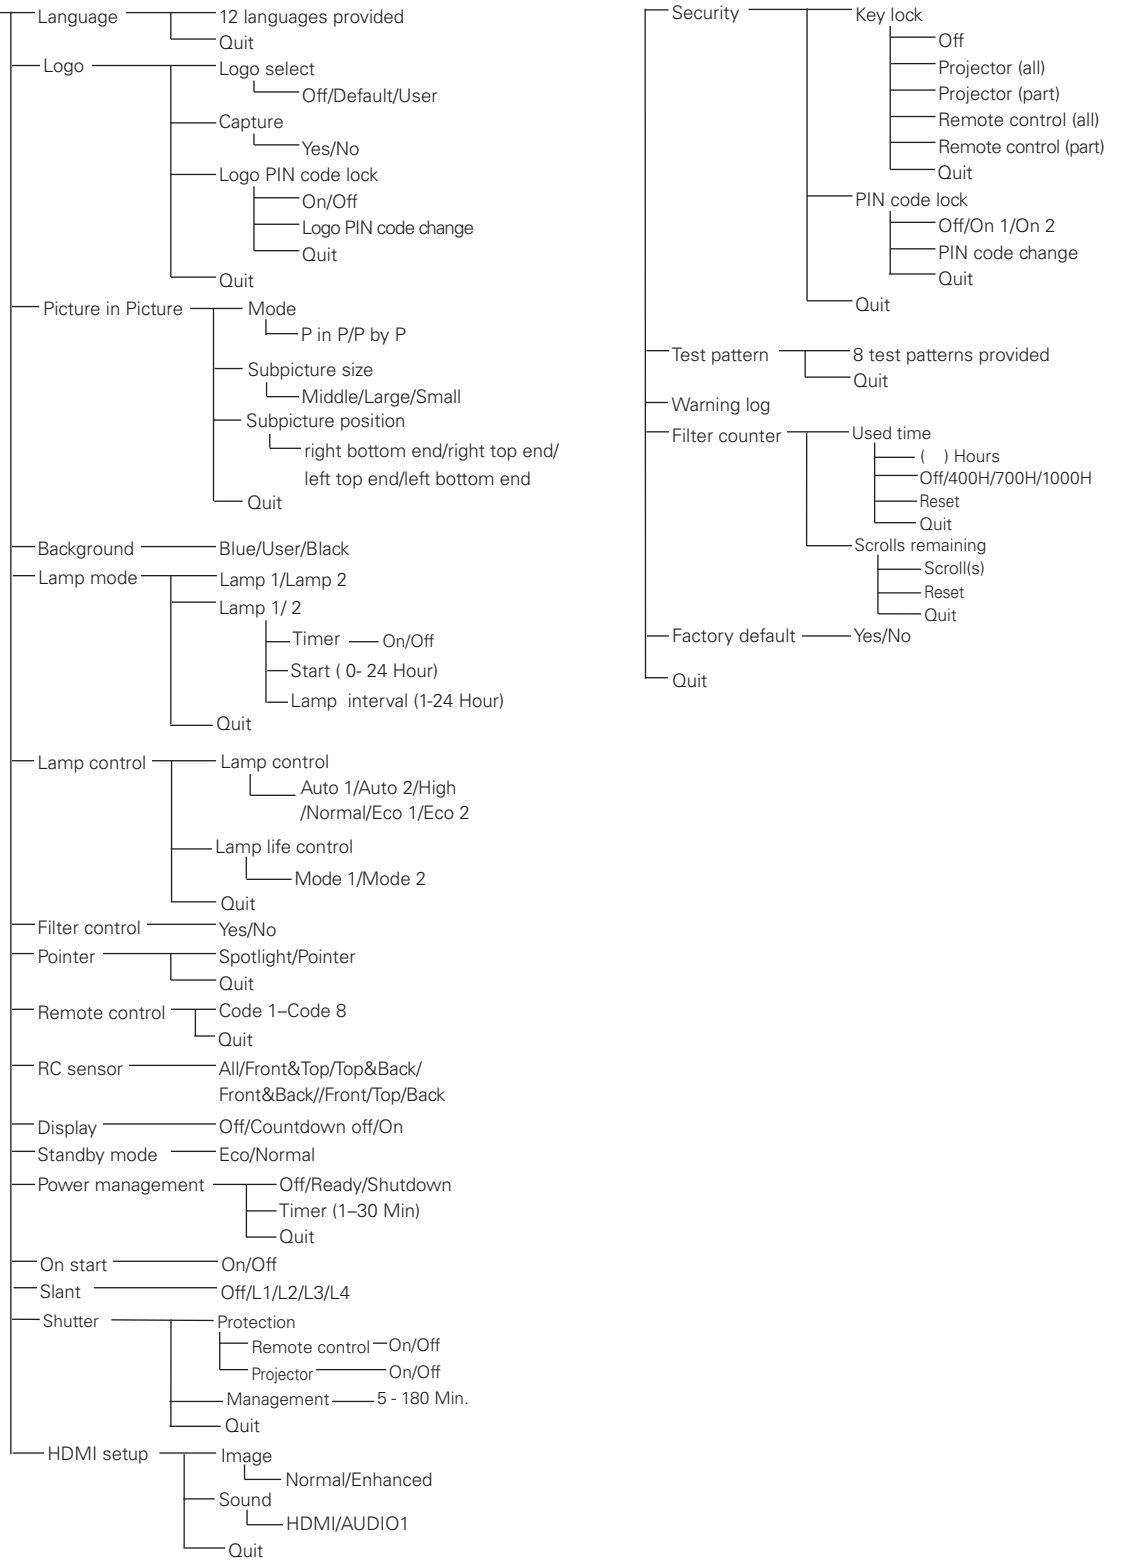 Language
12 languages provided
Quit
Logo
Logo select
Off/Default/User
Capture
Yes/No
Logo PIN code lock
On/Off
Logo PIN code change
Quit
Quit
Picture in Picture
Mode
P in P/P by P
Subpicture size
Middle/Large/Small
Subpicture position
right bottom end/right top end/
left top end/left bottom end
Quit
Background
Blue/User/Black
Lamp mode
Lamp 1/Lamp 2
Lamp 1/ 2
Timer
On/Off
Start ( 0- 24 Hour)
Lamp interval (1-24 Hour)
Quit
Lamp control
Lamp control
Auto 1/Auto 2/High
/Normal/Eco 1/Eco 2
Lamp life control
Mode 1/Mode 2
Quit
Filter control
Yes/No
Pointer
Spotlight/Pointer
Quit
Remote control
Code 1–Code 8
Quit
RC sensor
All/Front&Top/Top&Back/
Front&Back//Front/Top/Back
Display
Off/Countdown off/On
Standby mode
Eco/Normal
Power management
Off/Ready/Shutdown
Timer (1–30 Min)
Quit
On start
On/Off
Slant
Off/L1/L2/L3/L4
Shutter
Protection
Remote control
On/Off
Projector
On/Off
Management
5 - 180 Min.
Quit
HDMI setup
Image
Normal/Enhanced
Sound
HDMI/AUDIO1
Quit
Security
Key lock
Off
Projector (all)
Projector (part)
Remote control (all)
Remote control (part)
Quit
PIN code lock
Off/On 1/On 2
PIN code change
Quit
Quit
Test pattern
8 test patterns provided
Quit
Warning log
Filter counter
Used time
( ) Hours
Off/400H/700H/1000H
Reset
Quit
Scrolls remaining
Scroll(s)
Reset
Quit
Factory default
Yes/No
Quit